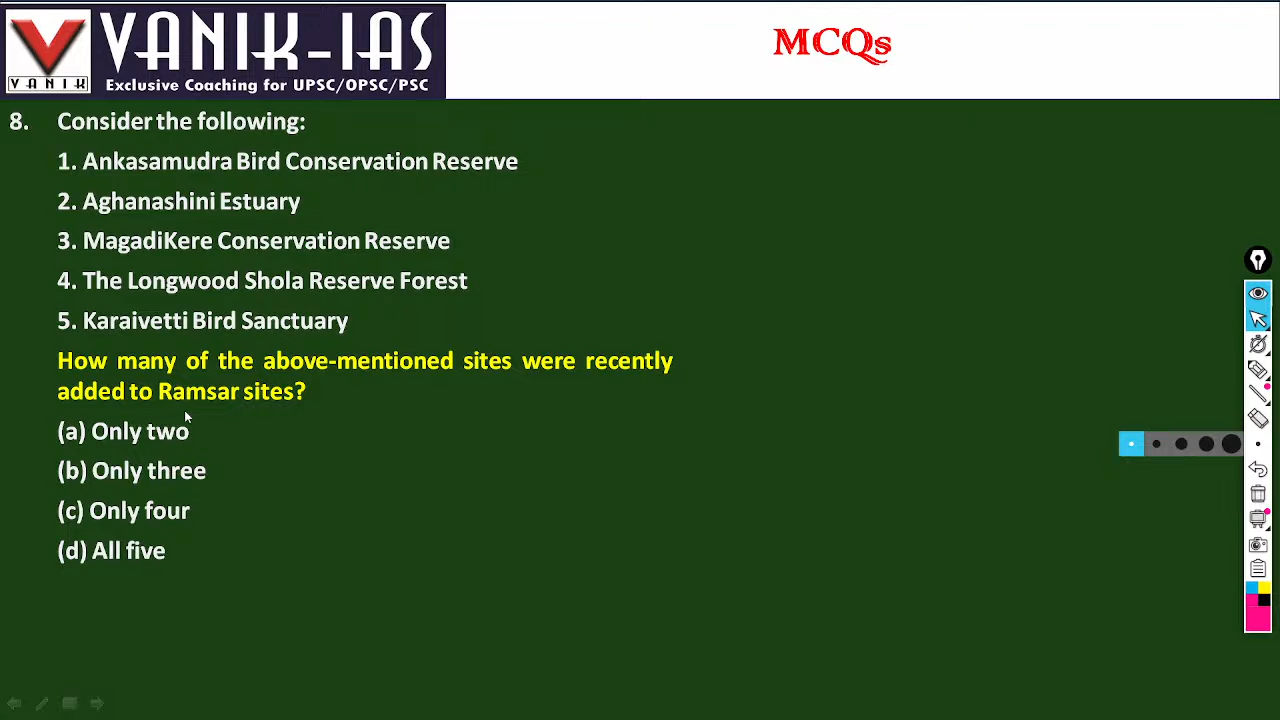 VANIK-IAS
VANIK
Exclusive Coaching for UPSC/OPSC/PSC
MCQs
8. Consider the following:
1. Ankasamudra Bird Conservation Reserve
2. Aghanashini Estuary
3. MagadiKere Conservation Reserve
4. The Longwood Shola Reserve Forest
5. Karaivetti Bird Sanctuary
How many of the above-mentioned sites were recently
added to Ramsar sites?
(a) Only two
(b) Only three
(c) Only four
(d) All five